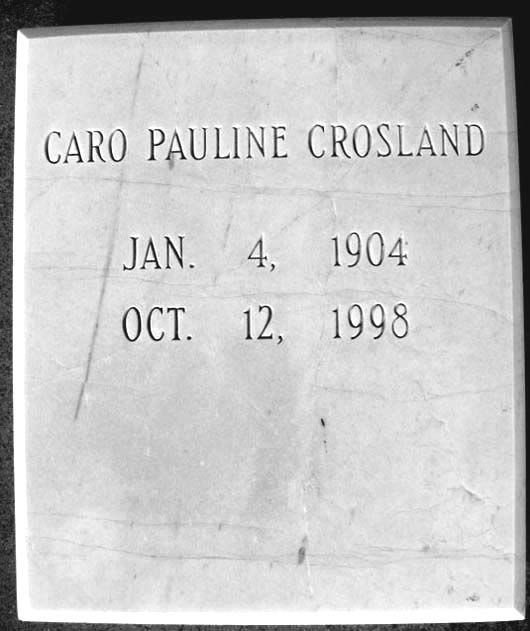 CARO PAULINE CROSLAND
JAN. 4, 1904
OCT. 12, 1998